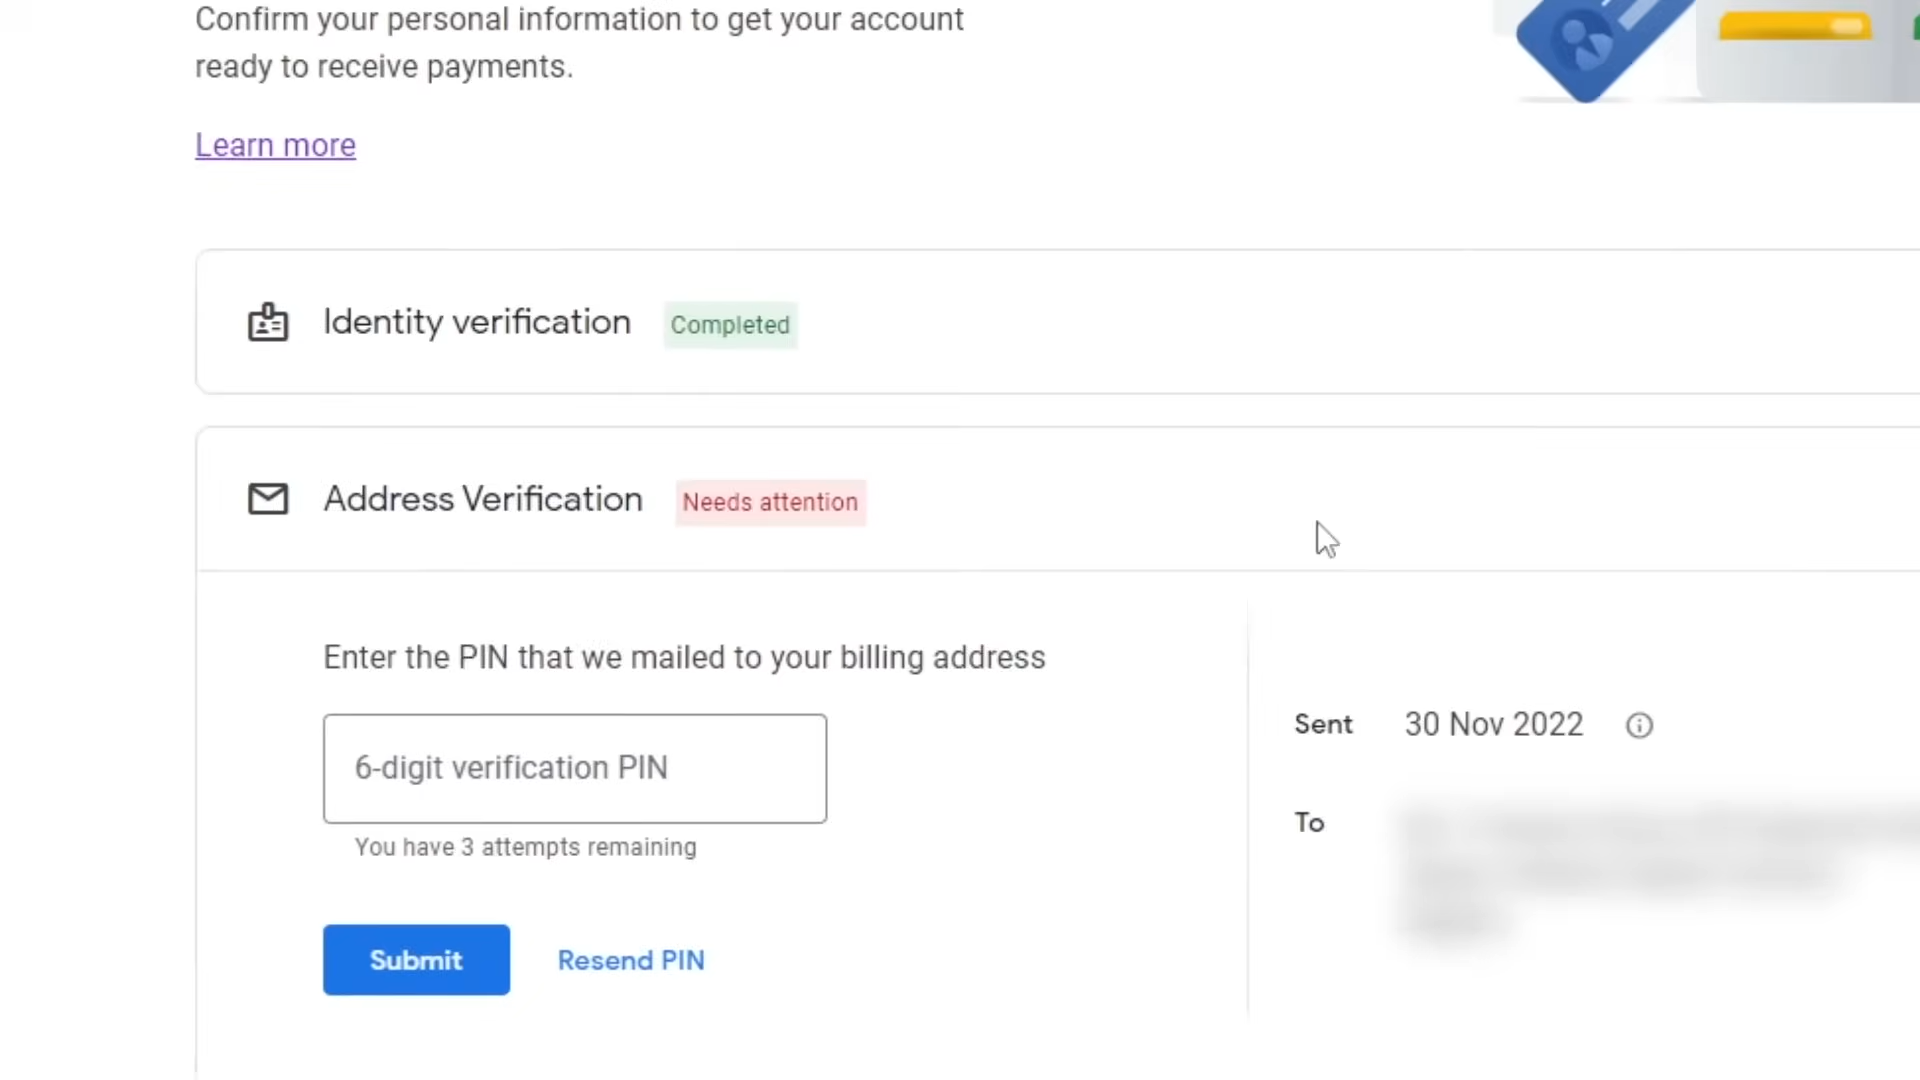 Confirm your personal information to get your account
ready to receive payments.
Learn more
Identity verification
Completed
Address Verification
Needs attention
Enter the PIN that we mailed to your billing address
6-digit verification PIN
You have 3 attempts remaining
Submit
Resend PIN
Sent
30 Nov 2022
To